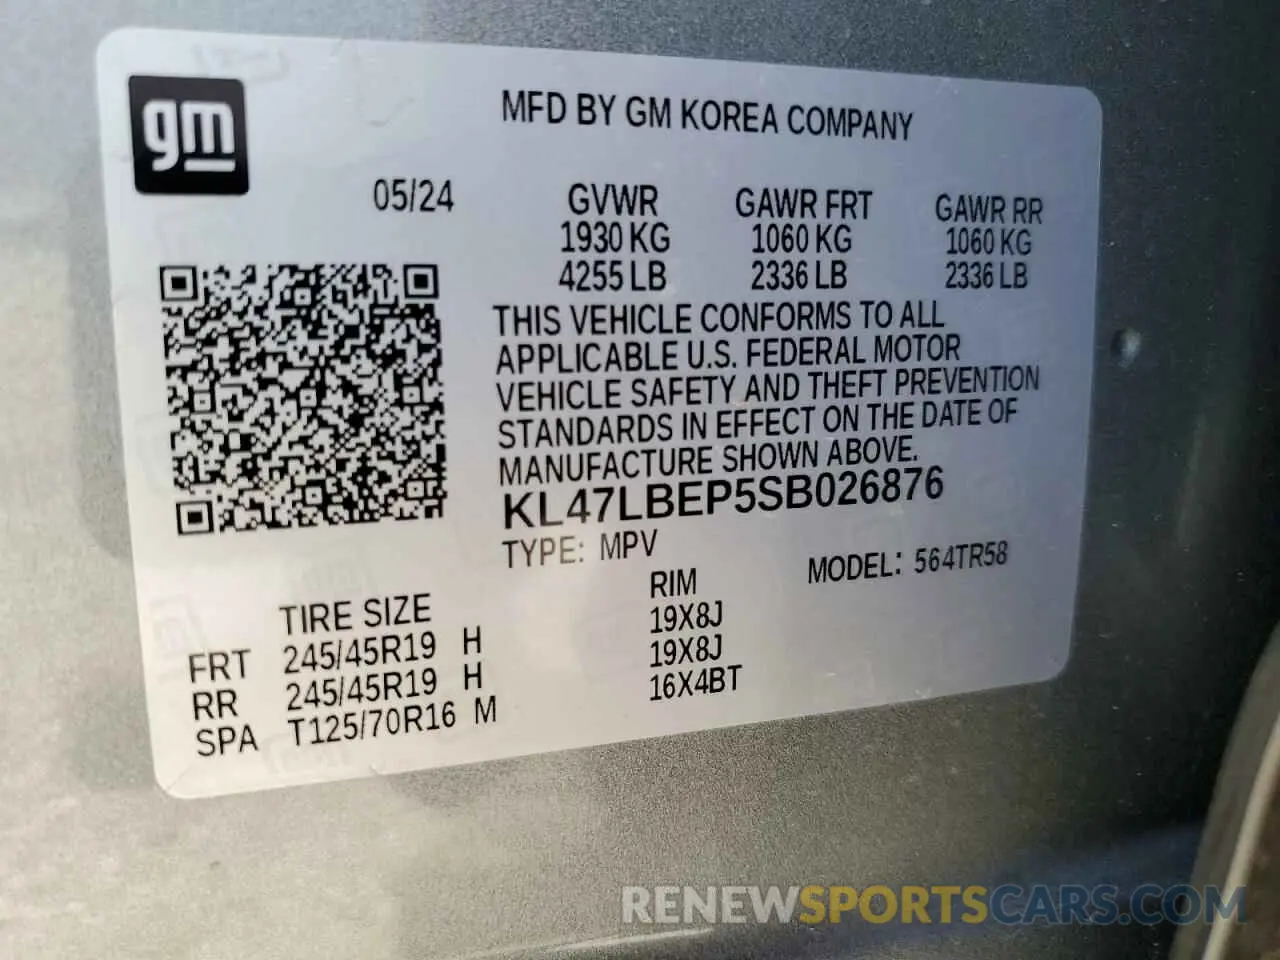 gm
MFD BY GM KOREA COMPANY
05/24 GVWR GAWR FRT GAWR RR
1930 KG 1060 KG 1060 KG
4255 LB 2336 LB 2336 LB
THIS VEHICLE CONFORMS TO ALL
APPLICABLE U.S. FEDERAL MOTOR
VEHICLE SAFETY AND THEFT PREVENTION
STANDARDS IN EFFECT ON THE DATE OF
MANUFACTURE SHOWN ABOVE.
KL47LBEP5SB026876
TYPE: MPV MODEL: 564TR58
TIRE SIZE RIM
FRT 245/45R19 H 19X8J
RR 245/45R19 H 19X8J
SPA T125/70R16 M 16X4BT
RENEWSPORTSCARS.COM